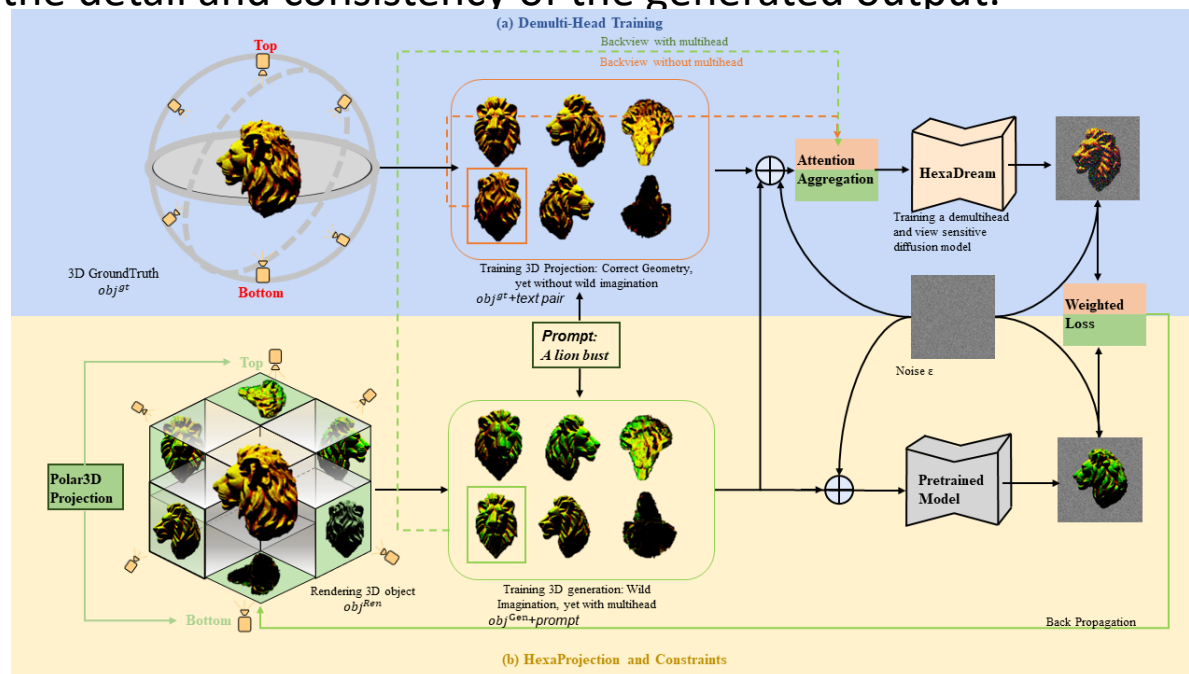 the detail and consistency of the generated output.
(a) Demulti-Head Training
Top
Backview with multihead
Backview without multihead
Attention
Aggregation
HexaDream
Training a demultihead
and view sensitive
diffusion model
3D GroundTruth
obj^gt
Bottom
Training 3D Projection: Correct Geometry,
yet without wild imagination
obj^gt+text pair
Prompt:
A lion bust
Noise ε
Weighted
Loss
Top
Polar3D
Projection
Pretrained
Model
Rendering 3D object
obj^Ren
Bottom
Training 3D generation: Wild
Imagination, yet with multihead
obj^Gen+prompt
Back Propagation
(b) HexaProjection and Constraints